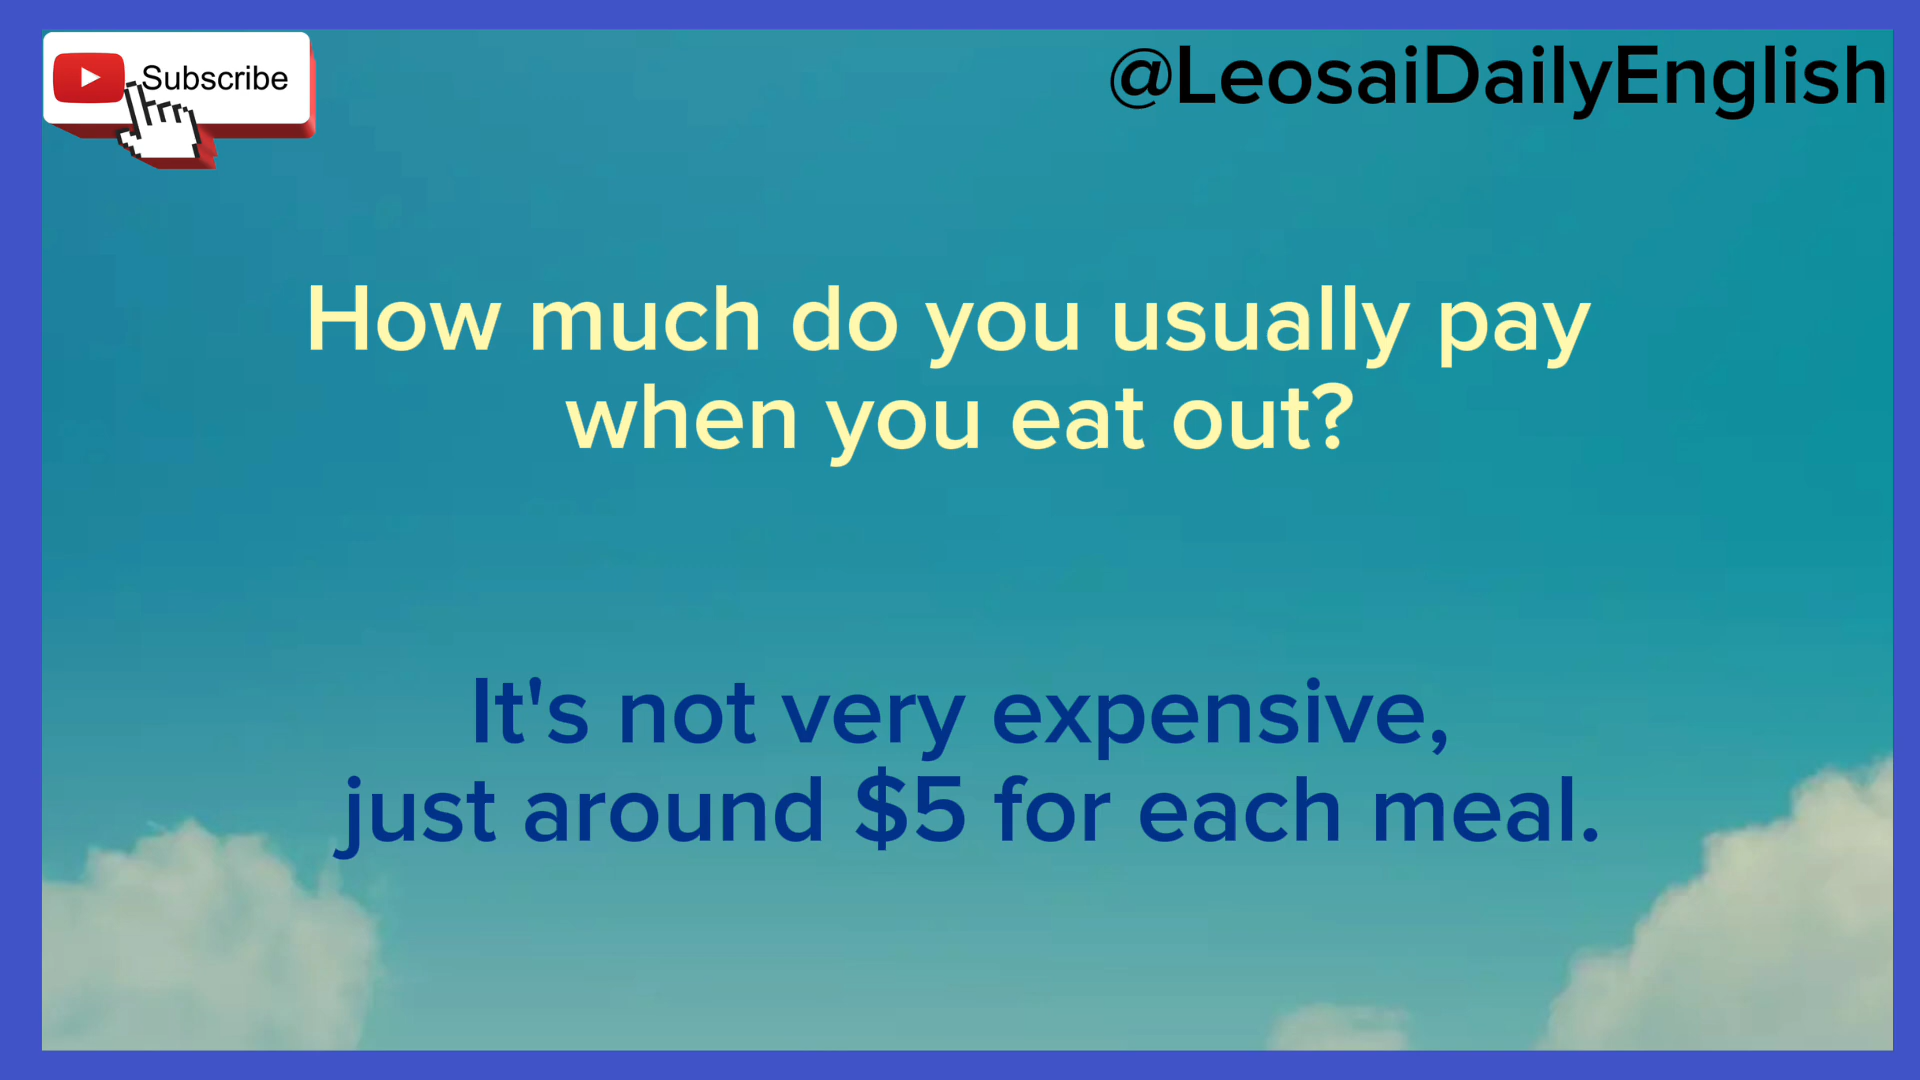 Subscribe
@LeosaiDailyEnglish
How much do you usually pay
when you eat out?
It's not very expensive,
just around $5 for each meal.